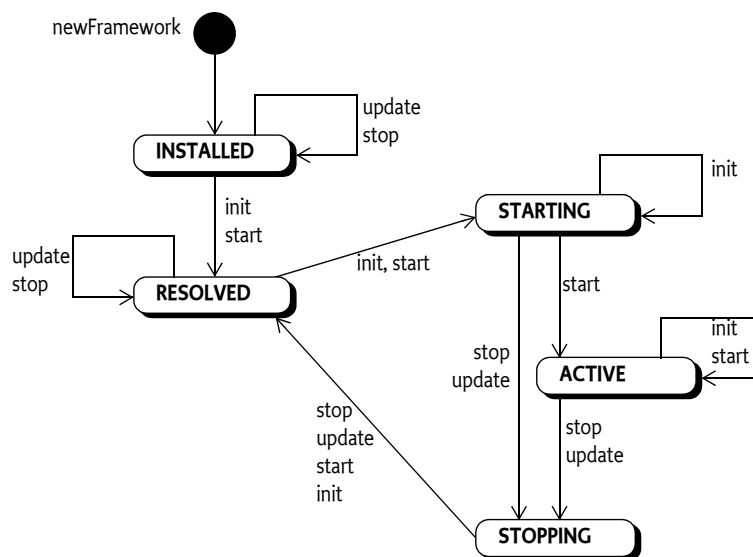 newFramework
update
stop
INSTALLED
init
start
init
STARTING
update
stop
RESOLVED
init, start
start
init
start
stop
update
ACTIVE
stop
update
start
init
stop
update
STOPPING